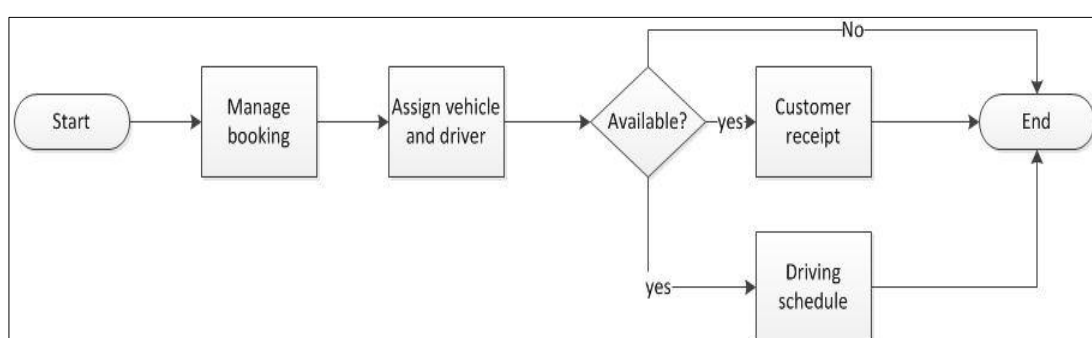 No
Start
Manage
booking
Assign vehicle
and driver
Available?
yes
Customer
receipt
End
yes
Driving
schedule